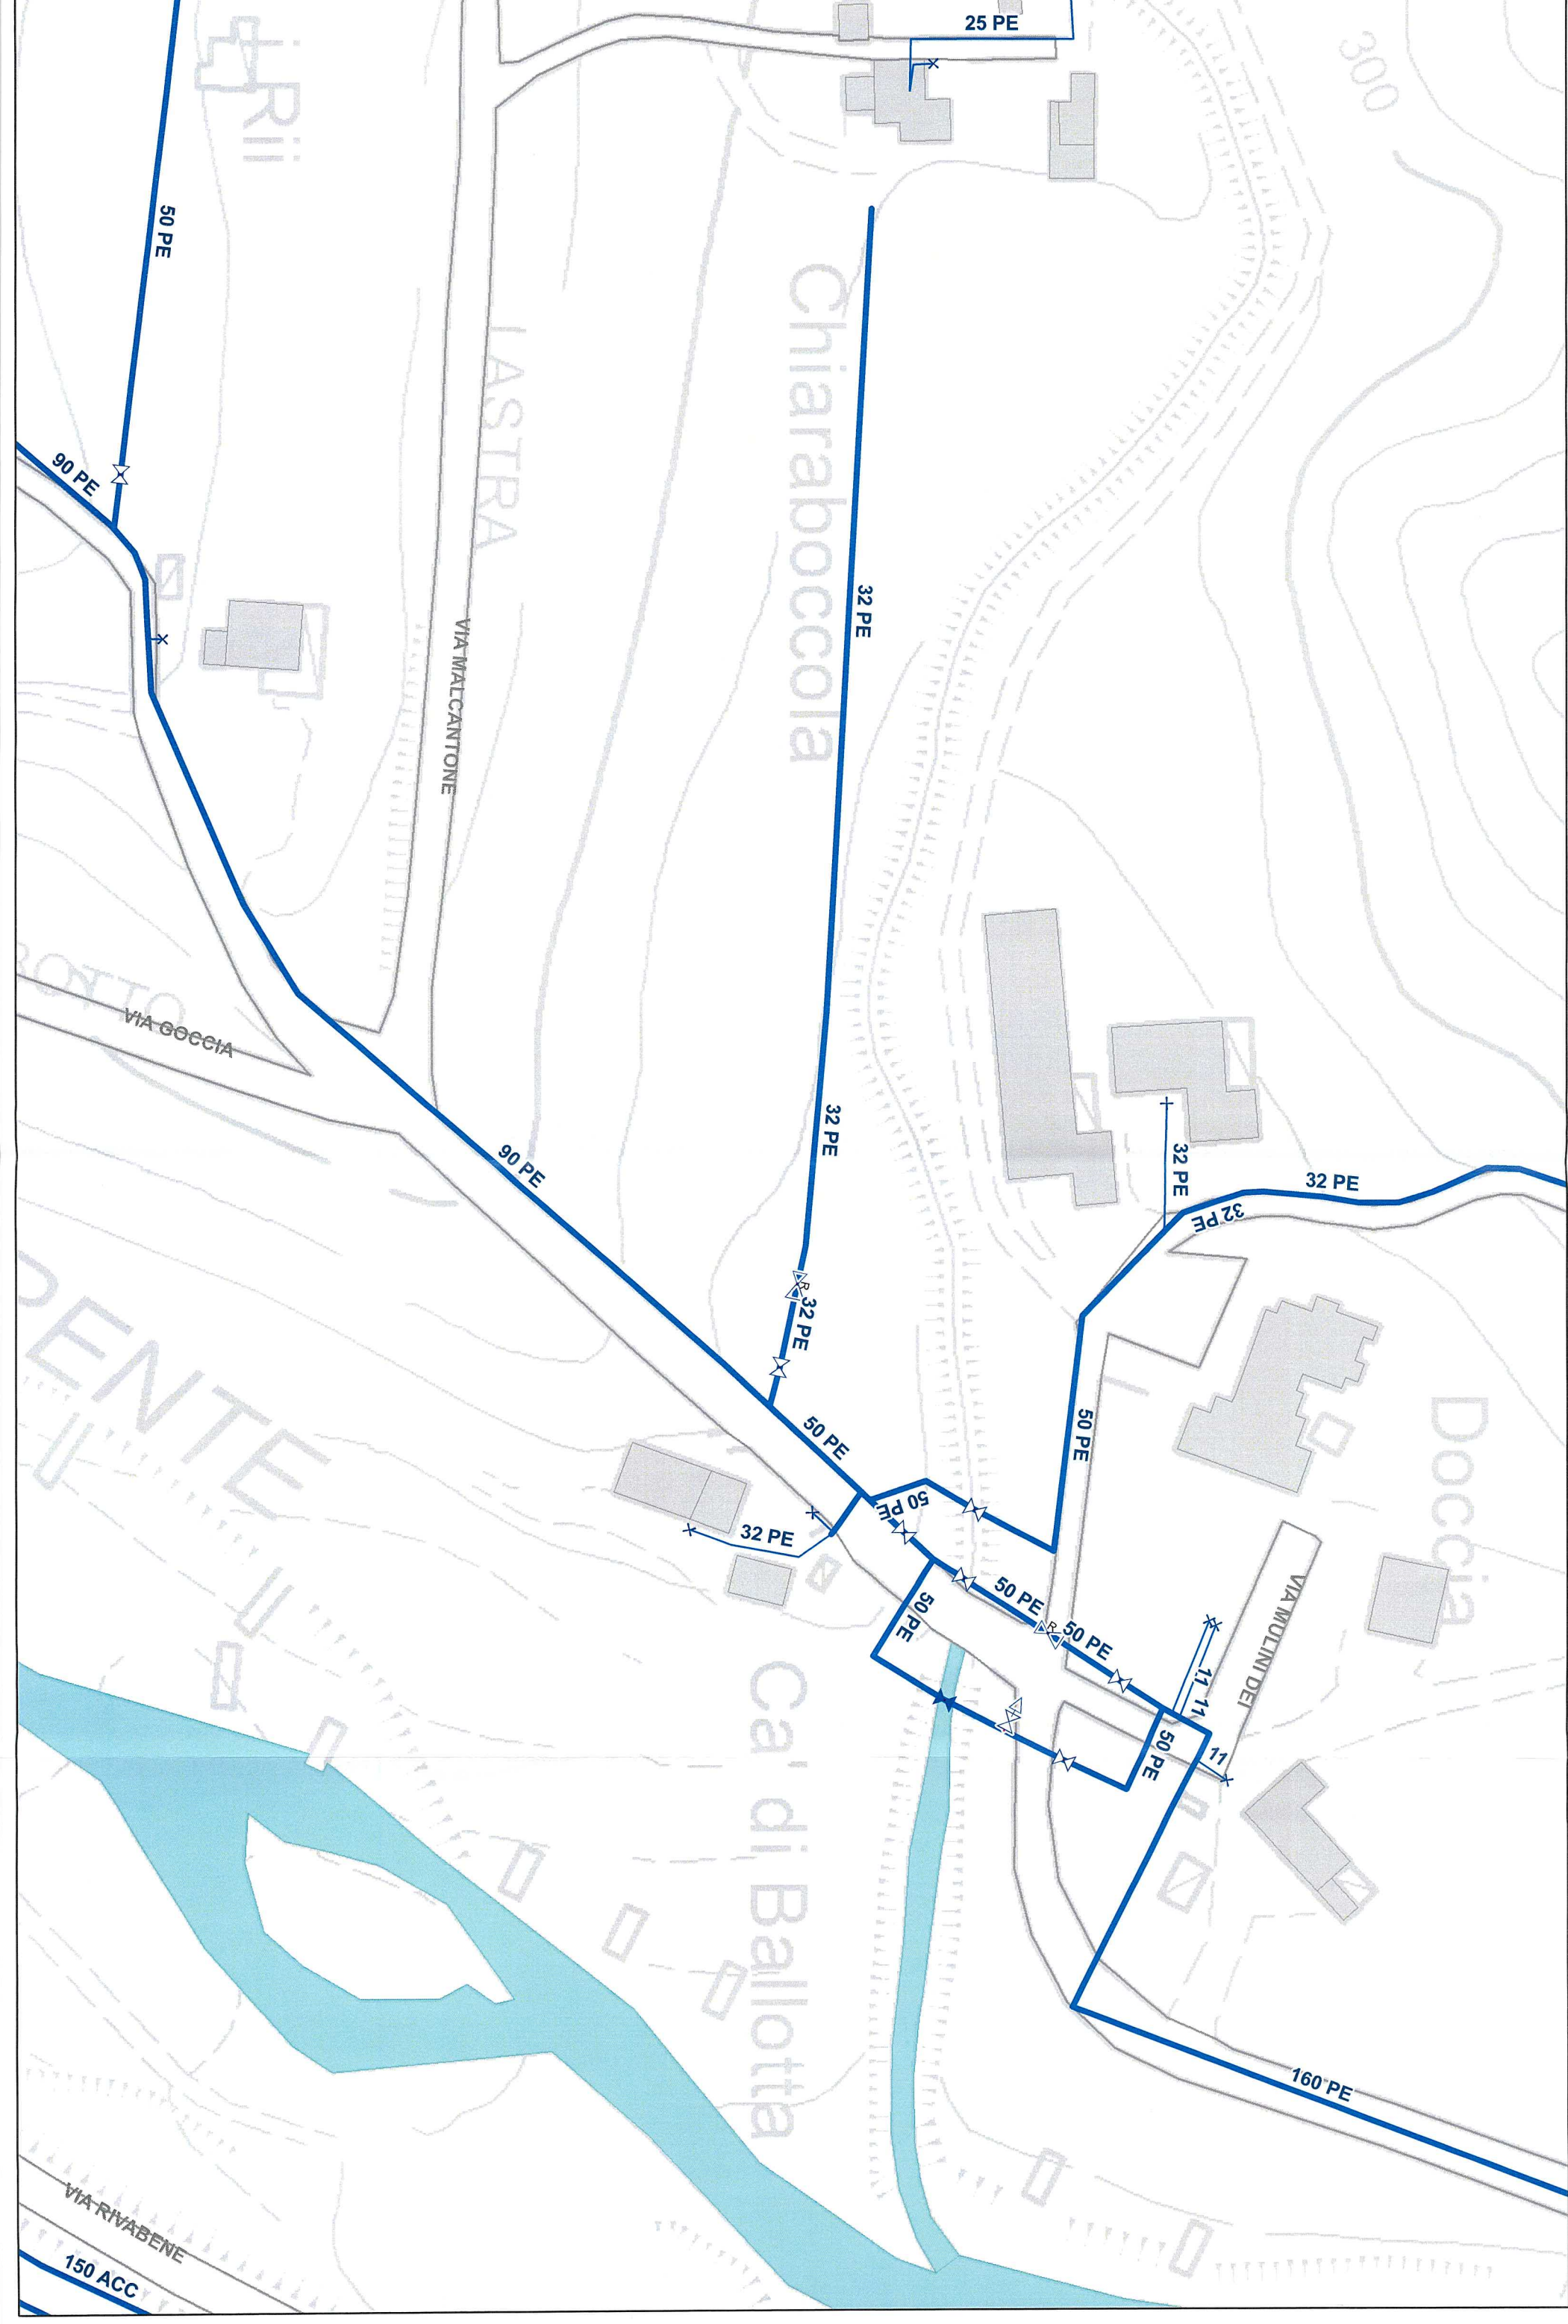 25 PE
300
I Rii
50 PE
LASTRA
Chiaraboccola
90 PE
32 PE
VIA MALCANTONE
VIA GOCCIA
32 PE
90 PE
32 PE
32 PE
32 PE
R
32 PE
50 PE
50 PE
Doccia
50 PE
32 PE
50 PE
R
50 PE
50 PE
VIA MULINI DEI
11
11
11
50 PE
Ca' di Ballotta
160 PE
VIA RIVABENE
150 ACC